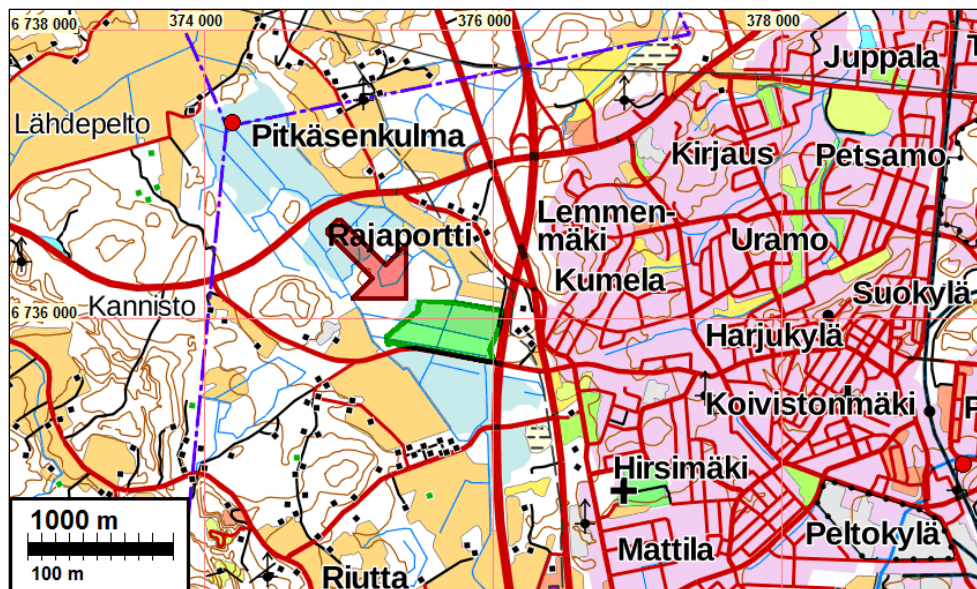 6 738 000
374 000
376 000
378 000
Juppala
Lähdepelto
Pitkäsenkulma
Kirjaus
Petsamo
Lemmen-
mäki
Rajaportti
Uramo
Kumela
Suokylä
Kannisto
6 736 000
Harjukylä
Koivistonmäki
Hirsimäki
1000 m
100 m
Mattila
Peltokylä
Riutta